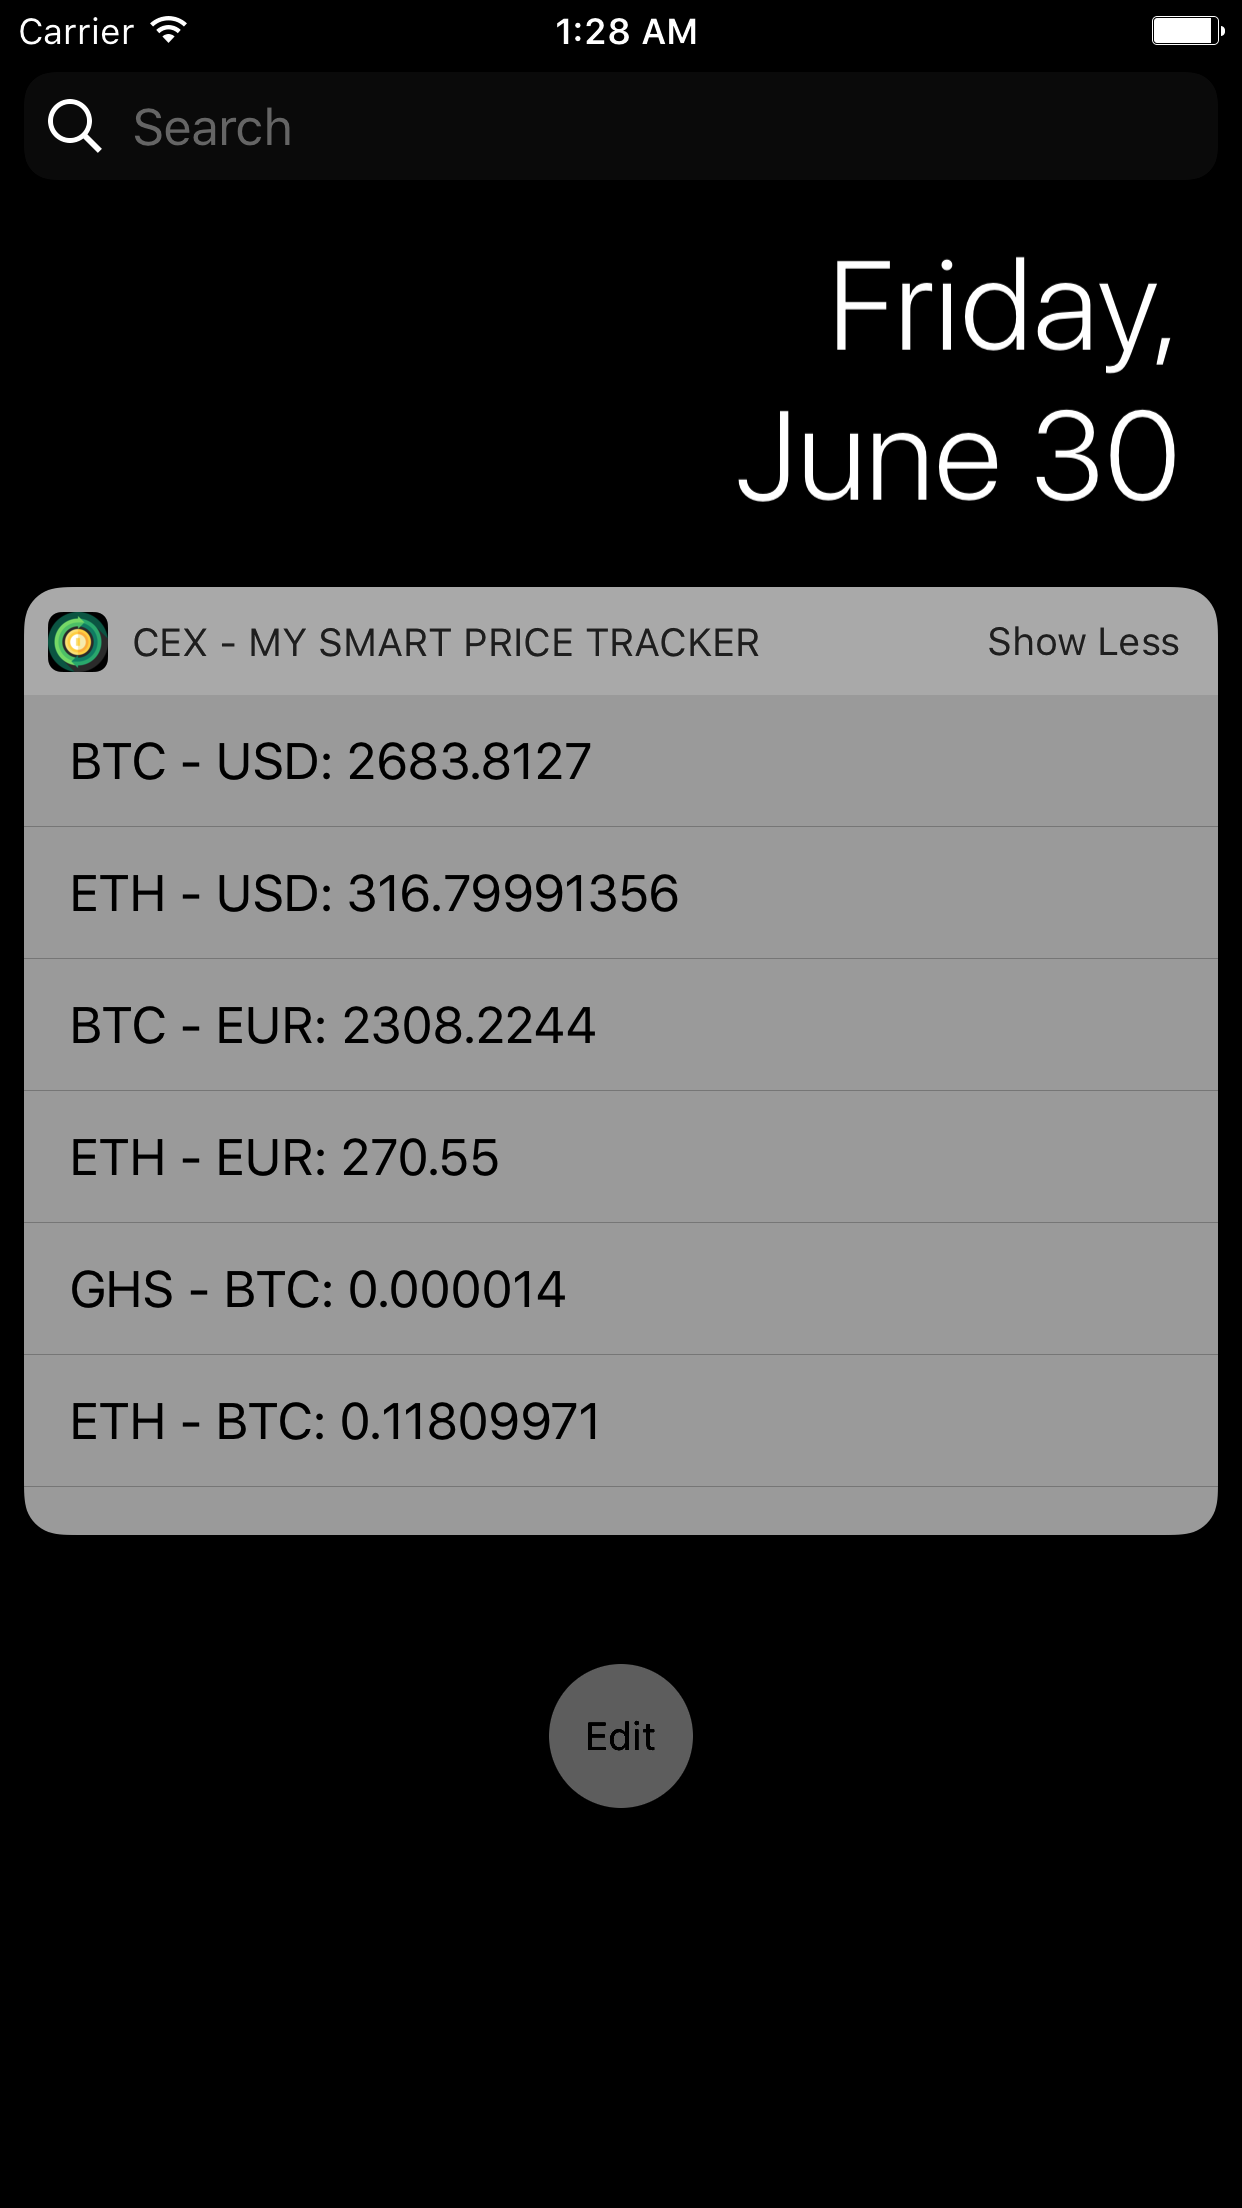 Carrier 1:28 AM
Search
Friday,
June 30
CEX - MY SMART PRICE TRACKER Show Less
BTC - USD: 2683.8127
ETH - USD: 316.79991356
BTC - EUR: 2308.2244
ETH - EUR: 270.55
GHS - BTC: 0.000014
ETH - BTC: 0.11809971
Edit